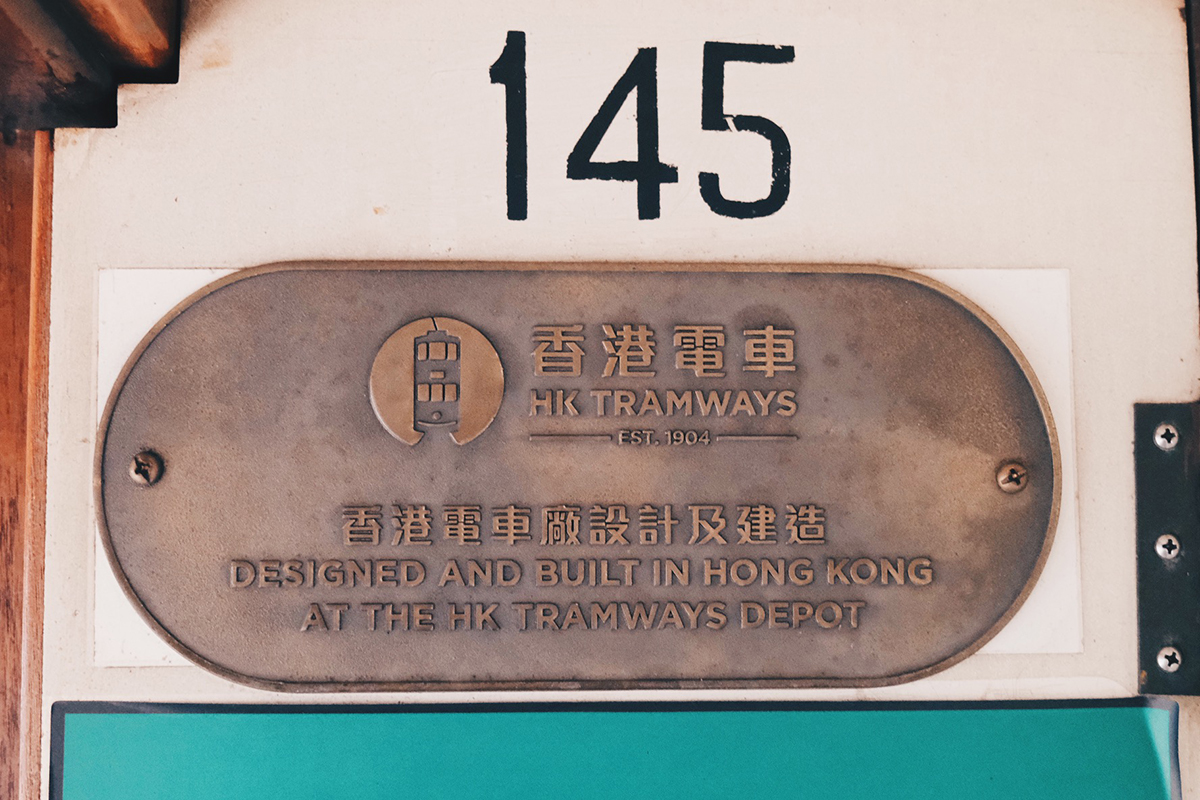 145
香港電車
HK TRAMWAYS
EST. 1904
香港電車廠設計及建造
DESIGNED AND BUILT IN HONG KONG
AT THE HK TRAMWAYS DEPOT